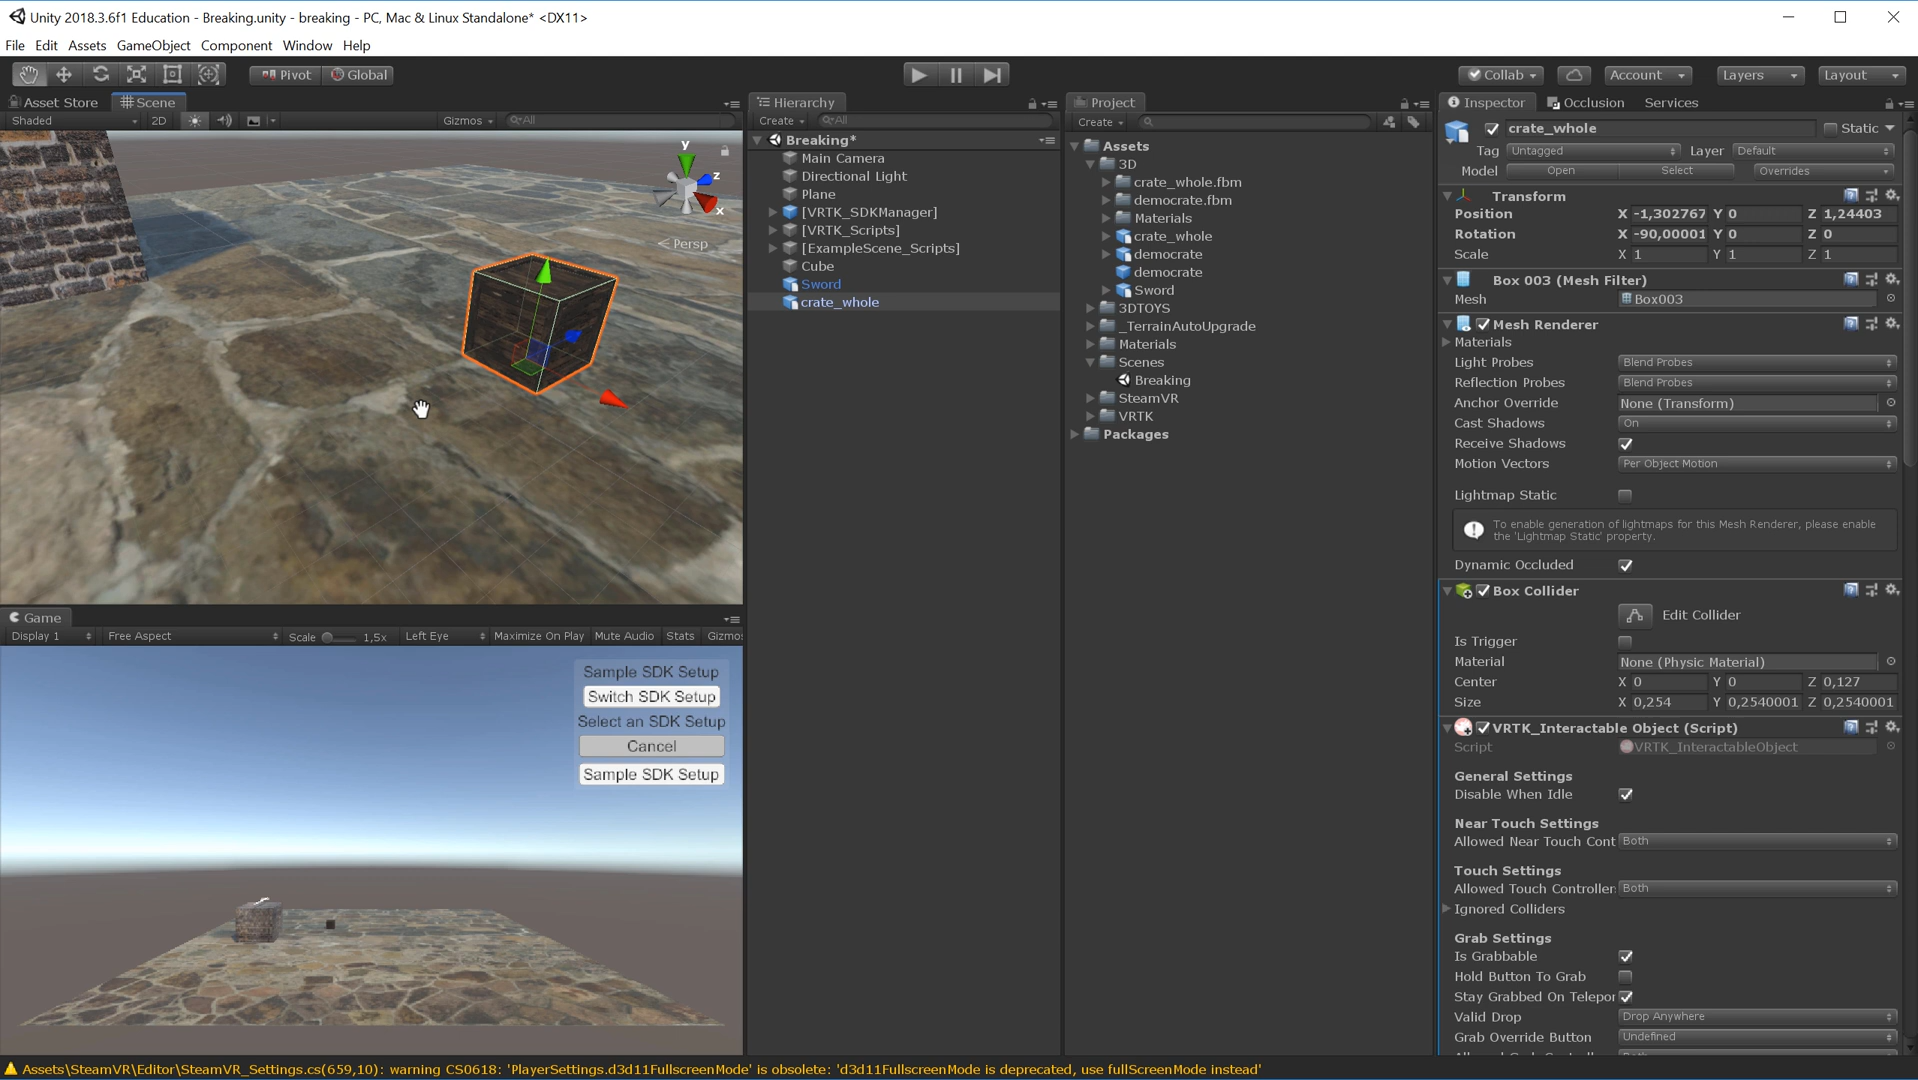 Unity 2018.3.6f1 Education - Breaking.unity - breaking - PC, Mac & Linux Standalone* <DX11>
File Edit Assets GameObject Component Window Help
Pivot Global Collab Account Layers Layout
Asset Store Scene
Shaded 2D Gizmos All
y
z
x
Persp
Game
Display 1 Free Aspect Scale 1,5x Left Eye Maximize On Play Mute Audio Stats Gizmos
Sample SDK Setup
Switch SDK Setup
Select an SDK Setup
Cancel
Sample SDK Setup
Hierarchy
Create All
Breaking*
Main Camera
Directional Light
Plane
[VRTK_SDKManager]
[VRTK_Scripts]
[ExampleScene_Scripts]
Cube
Sword
crate_whole
Project
Create
Assets
3D
crate_whole.fbm
democrate.fbm
Materials
crate_whole
democrate
democrate
Sword
3DTOYS
_TerrainAutoUpgrade
Materials
Scenes
Breaking
SteamVR
VRTK
Packages
Inspector Occlusion Services
crate_whole Static
Tag Untagged Layer Default
Model Open Select Overrides
Transform
Position X -1,302767 Y 0 Z 1,24403
Rotation X -90,00001 Y 0 Z 0
Scale X 1 Y 1 Z 1
Box 003 (Mesh Filter)
Mesh Box003
Mesh Renderer
Materials
Light Probes Blend Probes
Reflection Probes Blend Probes
Anchor Override None (Transform)
Cast Shadows On
Receive Shadows
Motion Vectors Per Object Motion
Lightmap Static
To enable generation of lightmaps for this Mesh Renderer, please enable
the 'Lightmap Static' property.
Dynamic Occluded
Box Collider
Edit Collider
Is Trigger
Material None (Physic Material)
Center X 0 Y 0 Z 0,127
Size X 0,254 Y 0,2540001 Z 0,2540001
VRTK_Interactable Object (Script)
Script VRTK_InteractableObject
General Settings
Disable When Idle
Near Touch Settings
Allowed Near Touch Cont Both
Touch Settings
Allowed Touch Controller Both
Ignored Colliders
Grab Settings
Is Grabbable
Hold Button To Grab
Stay Grabbed On Telepor
Valid Drop Drop Anywhere
Grab Override Button Undefined
Assets\SteamVR\Editor\SteamVR_Settings.cs(659,10): warning CS0618: 'PlayerSettings.d3d11FullscreenMode' is obsolete: 'd3d11FullscreenMode is deprecated, use fullScreenMode instead'